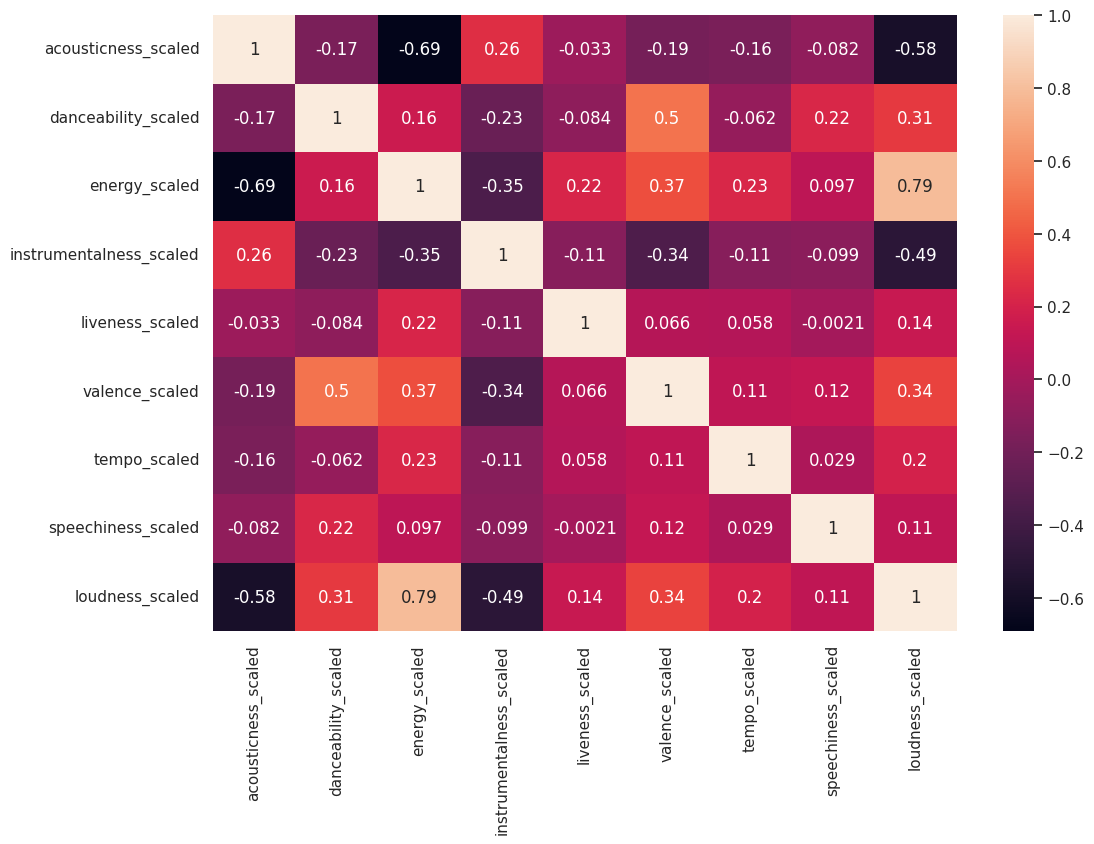 acousticness_scaled 1 -0.17 -0.69 0.26 -0.033 -0.19 -0.16 -0.082 -0.58
danceability_scaled -0.17 1 0.16 -0.23 -0.084 0.5 -0.062 0.22 0.31
energy_scaled -0.69 0.16 1 -0.35 0.22 0.37 0.23 0.097 0.79
instrumentalness_scaled 0.26 -0.23 -0.35 1 -0.11 -0.34 -0.11 -0.099 -0.49
liveness_scaled -0.033 -0.084 0.22 -0.11 1 0.066 0.058 -0.0021 0.14
valence_scaled -0.19 0.5 0.37 -0.34 0.066 1 0.11 0.12 0.34
tempo_scaled -0.16 -0.062 0.23 -0.11 0.058 0.11 1 0.029 0.2
speechiness_scaled -0.082 0.22 0.097 -0.099 -0.0021 0.12 0.029 1 0.11
loudness_scaled -0.58 0.31 0.79 -0.49 0.14 0.34 0.2 0.11 1
acousticness_scaled
danceability_scaled
energy_scaled
instrumentalness_scaled
liveness_scaled
valence_scaled
tempo_scaled
speechiness_scaled
loudness_scaled
1.0
0.8
0.6
0.4
0.2
0.0
−0.2
−0.4
−0.6